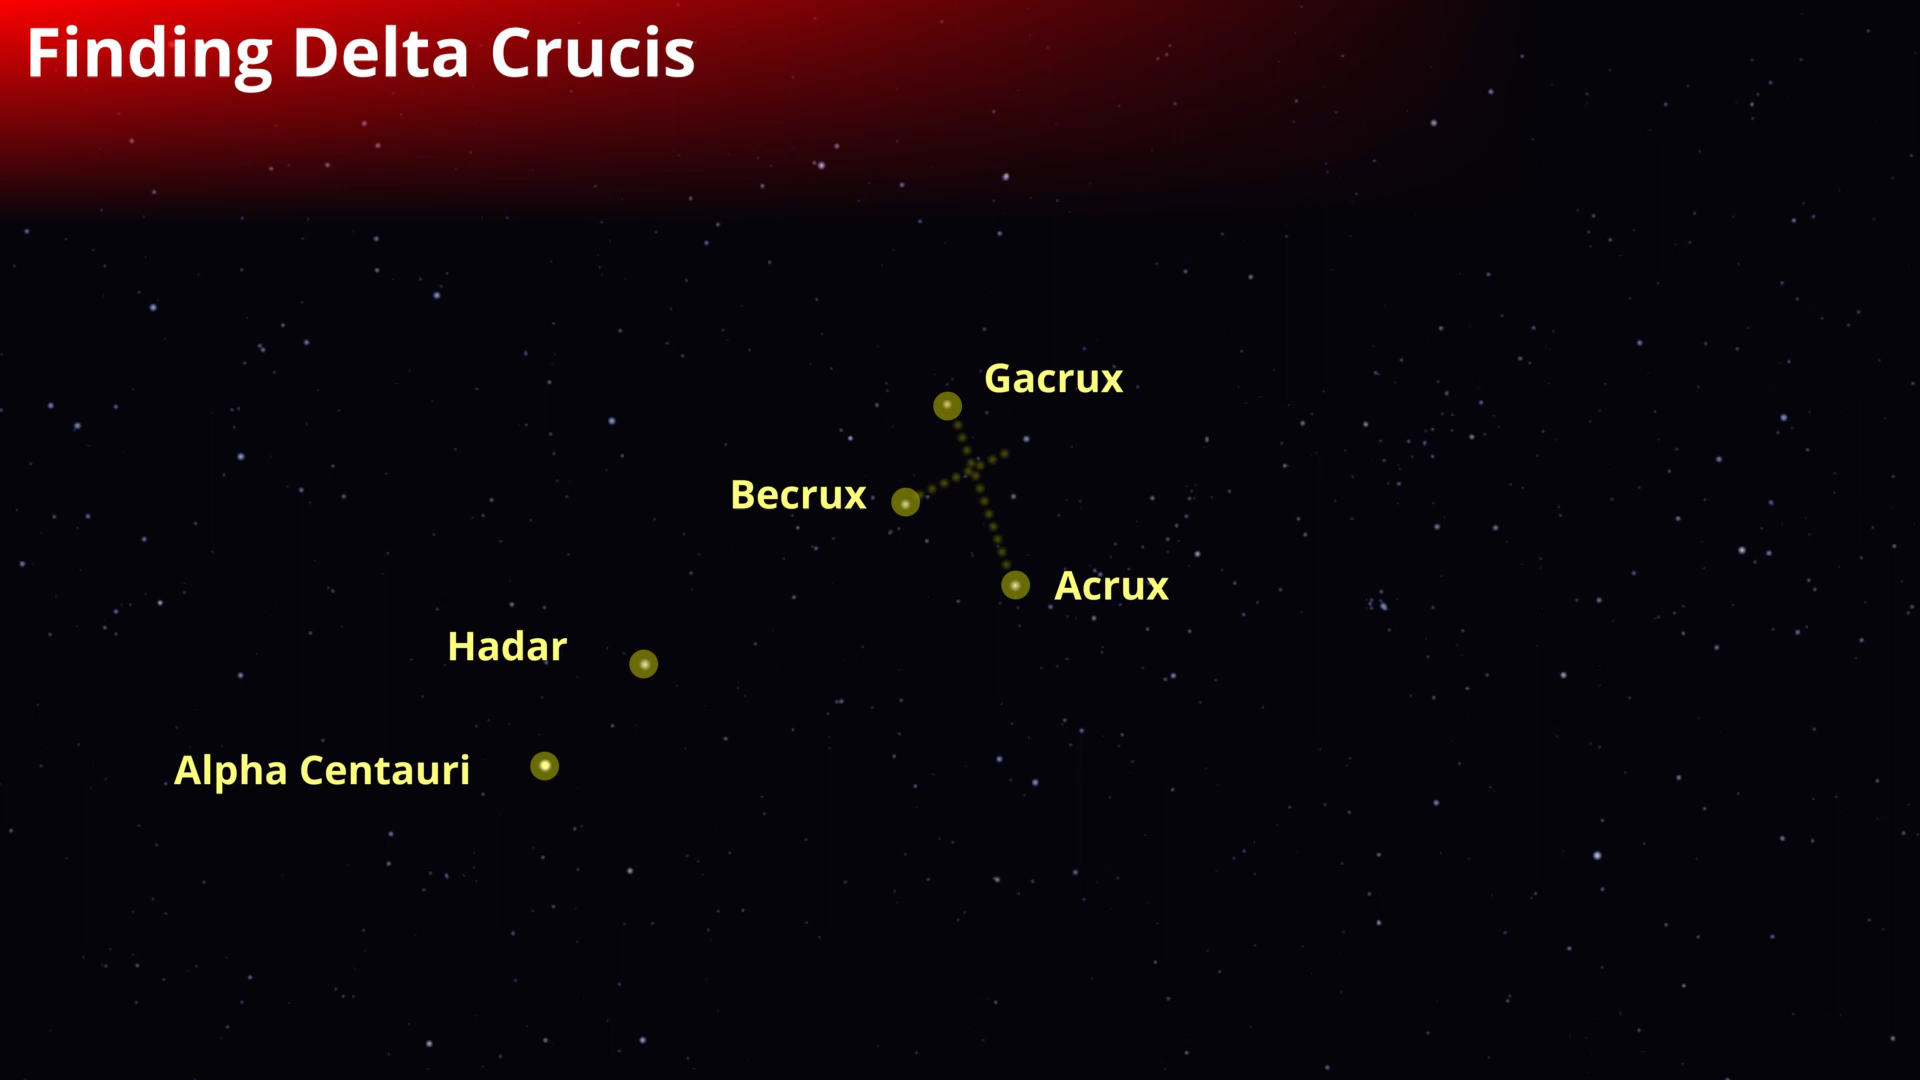 Finding Delta Crucis
Gacrux
Becrux
Acrux
Hadar
Alpha Centauri